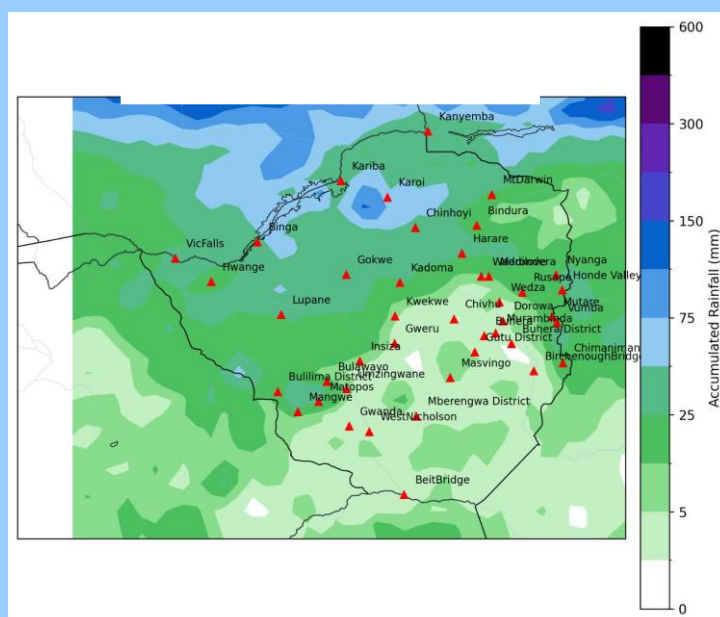 600
Kanyemba
300
Kariba
Karoi
McDarwin
Chinhoyi
Bindura
150
Binga
Harare
VicFalls
Nyanga
Hwange
Gokwe
Kadoma
Rusape
Honde Valley
Wedza
Lupane
Kwekwe
Chivhu
Dorowa
Mutare
Vumba
75
Murambinda
Buhera
Gweru
Buhera District
Gutu District
Insiza
Chimanimani
Masvingo
BirchenoughBridge
Bulawayo
Bulilima District
Umzingwane
Matopos
Mangwe
Mberengwa District
25
Gwanda
WestNicholson
BeitBridge
5
0
Accumulated Rainfall (mm)